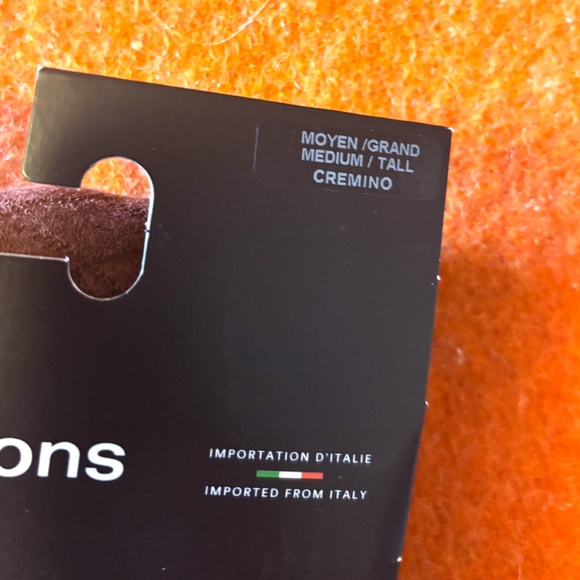 MOYEN /GRAND
MEDIUM / TALL
CREMINO
ons
IMPORTATION D'ITALIE
IMPORTED FROM ITALY